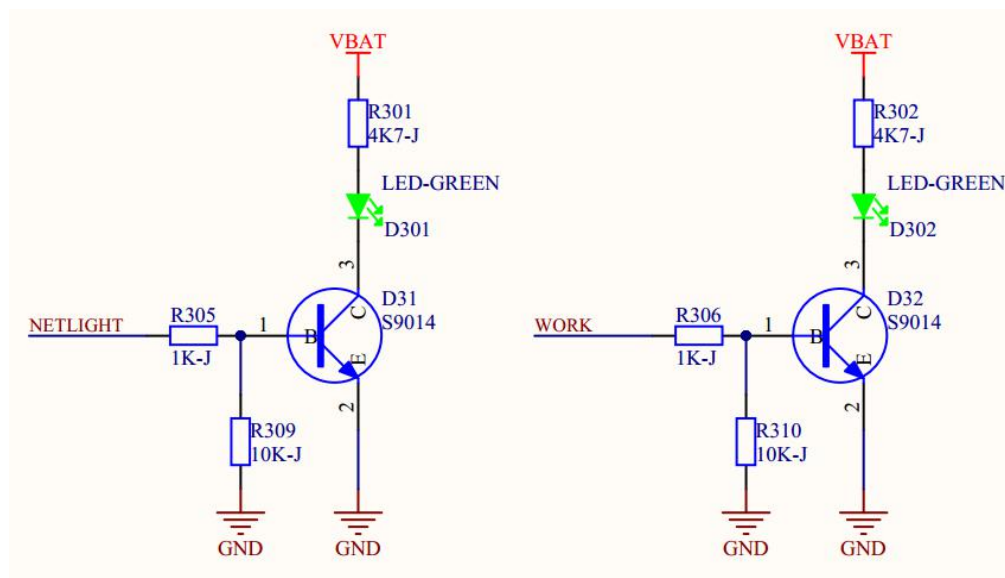 VBAT
R301
4K7-J
LED-GREEN
D301
3
D31
S9014
C
B
E
NETLIGHT
R305
1K-J
1
2
R309
10K-J
GND
GND
VBAT
R302
4K7-J
LED-GREEN
D302
3
D32
S9014
C
B
E
WORK
R306
1K-J
1
2
R310
10K-J
GND
GND